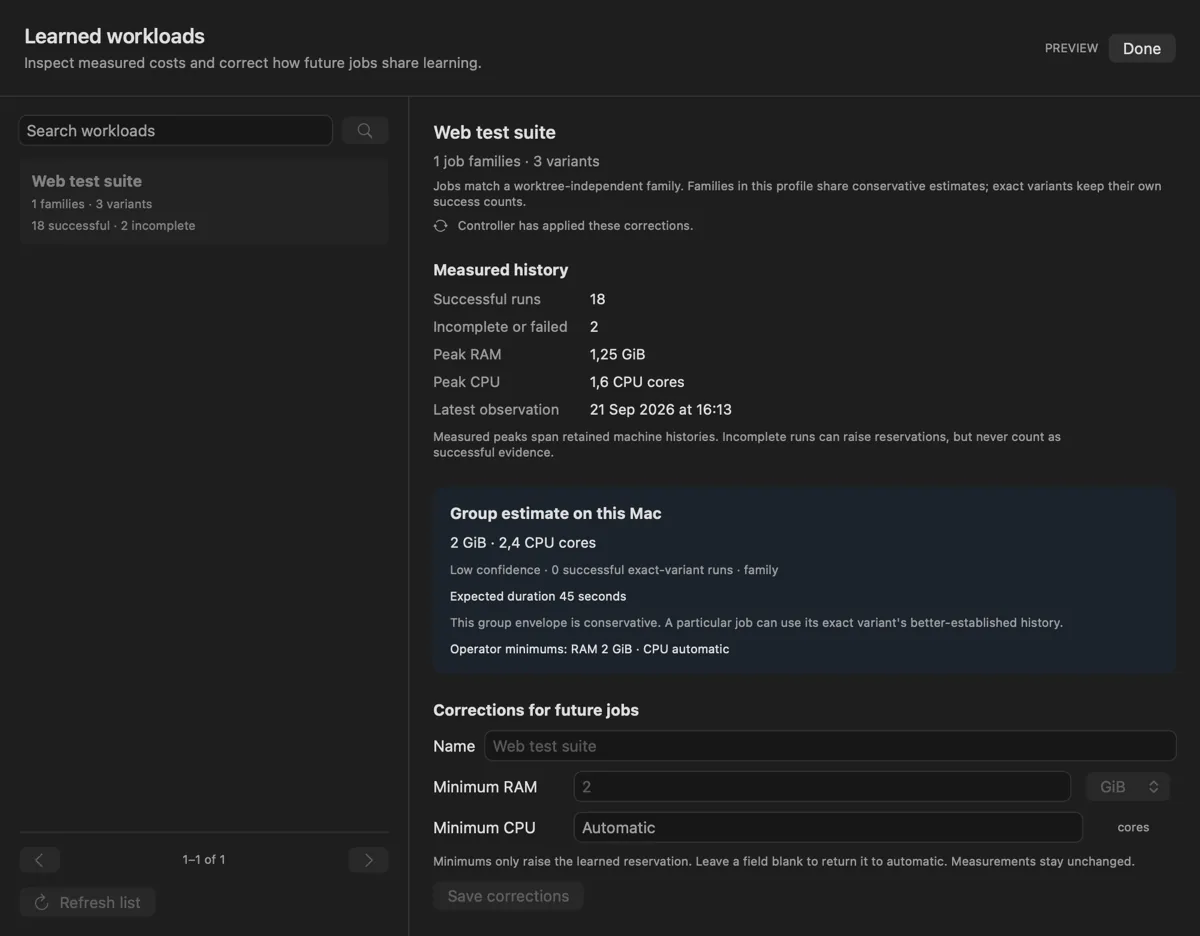 Learned workloads
Inspect measured costs and correct how future jobs share learning.
PREVIEW
Done
Search workloads
Web test suite
1 families · 3 variants
18 successful · 2 incomplete
1–1 of 1
Refresh list
Web test suite
1 job families · 3 variants
Jobs match a worktree-independent family. Families in this profile share conservative estimates; exact variants keep their own
success counts.
Controller has applied these corrections.
Measured history
Successful runs 18
Incomplete or failed 2
Peak RAM 1,25 GiB
Peak CPU 1,6 CPU cores
Latest observation 21 Sep 2026 at 16:13
Measured peaks span retained machine histories. Incomplete runs can raise reservations, but never count as
successful evidence.
Group estimate on this Mac
2 GiB · 2,4 CPU cores
Low confidence · 0 successful exact-variant runs · family
Expected duration 45 seconds
This group envelope is conservative. A particular job can use its exact variant's better-established history.
Operator minimums: RAM 2 GiB · CPU automatic
Corrections for future jobs
Name Web test suite
Minimum RAM 2 GiB
Minimum CPU Automatic cores
Minimums only raise the learned reservation. Leave a field blank to return it to automatic. Measurements stay unchanged.
Save corrections